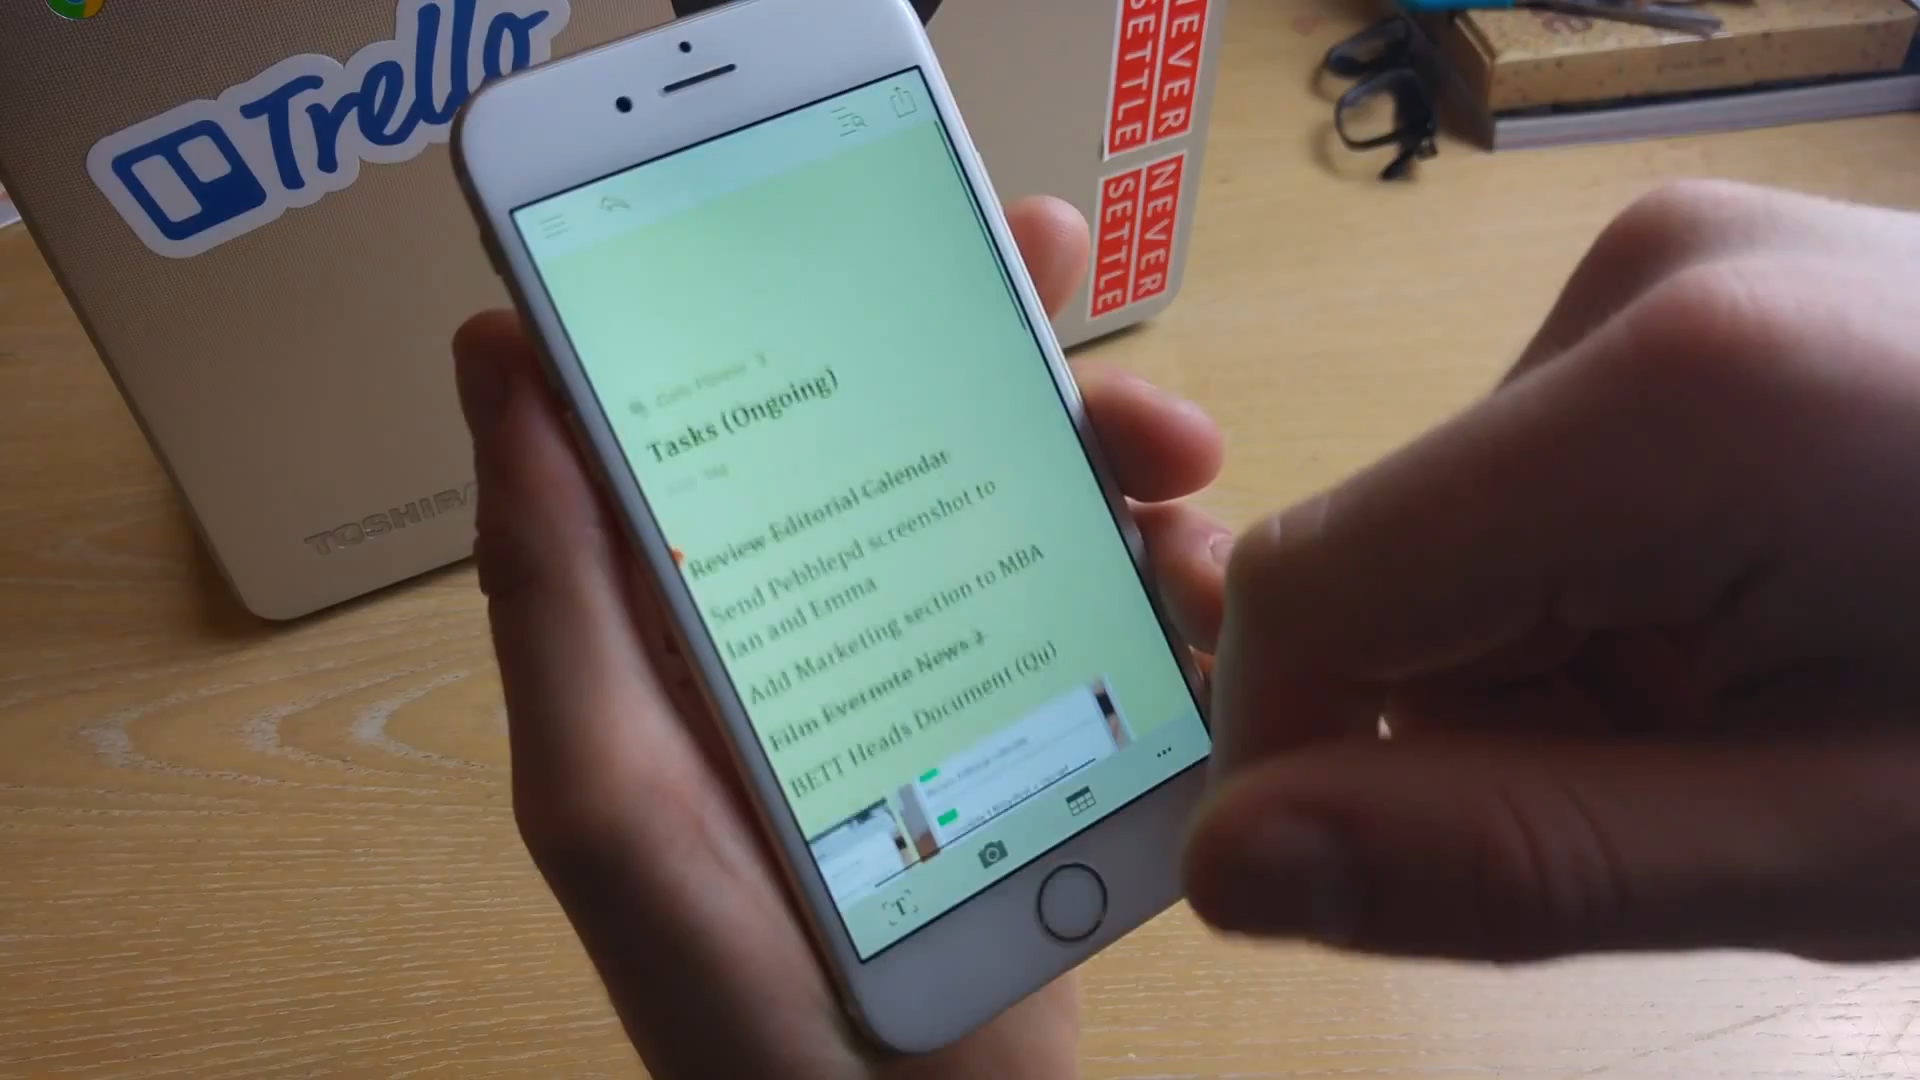 Trello
NEVER
SETTLE
NEVER
SETTLE
TOSHIBA
Tasks (Ongoing)
Review Editorial Calendar
Send Pebblepd screenshot to
Ian and Emma
Add Marketing section to MBA
Film Evernote News 2
BETT Heads Document (Qu)
T